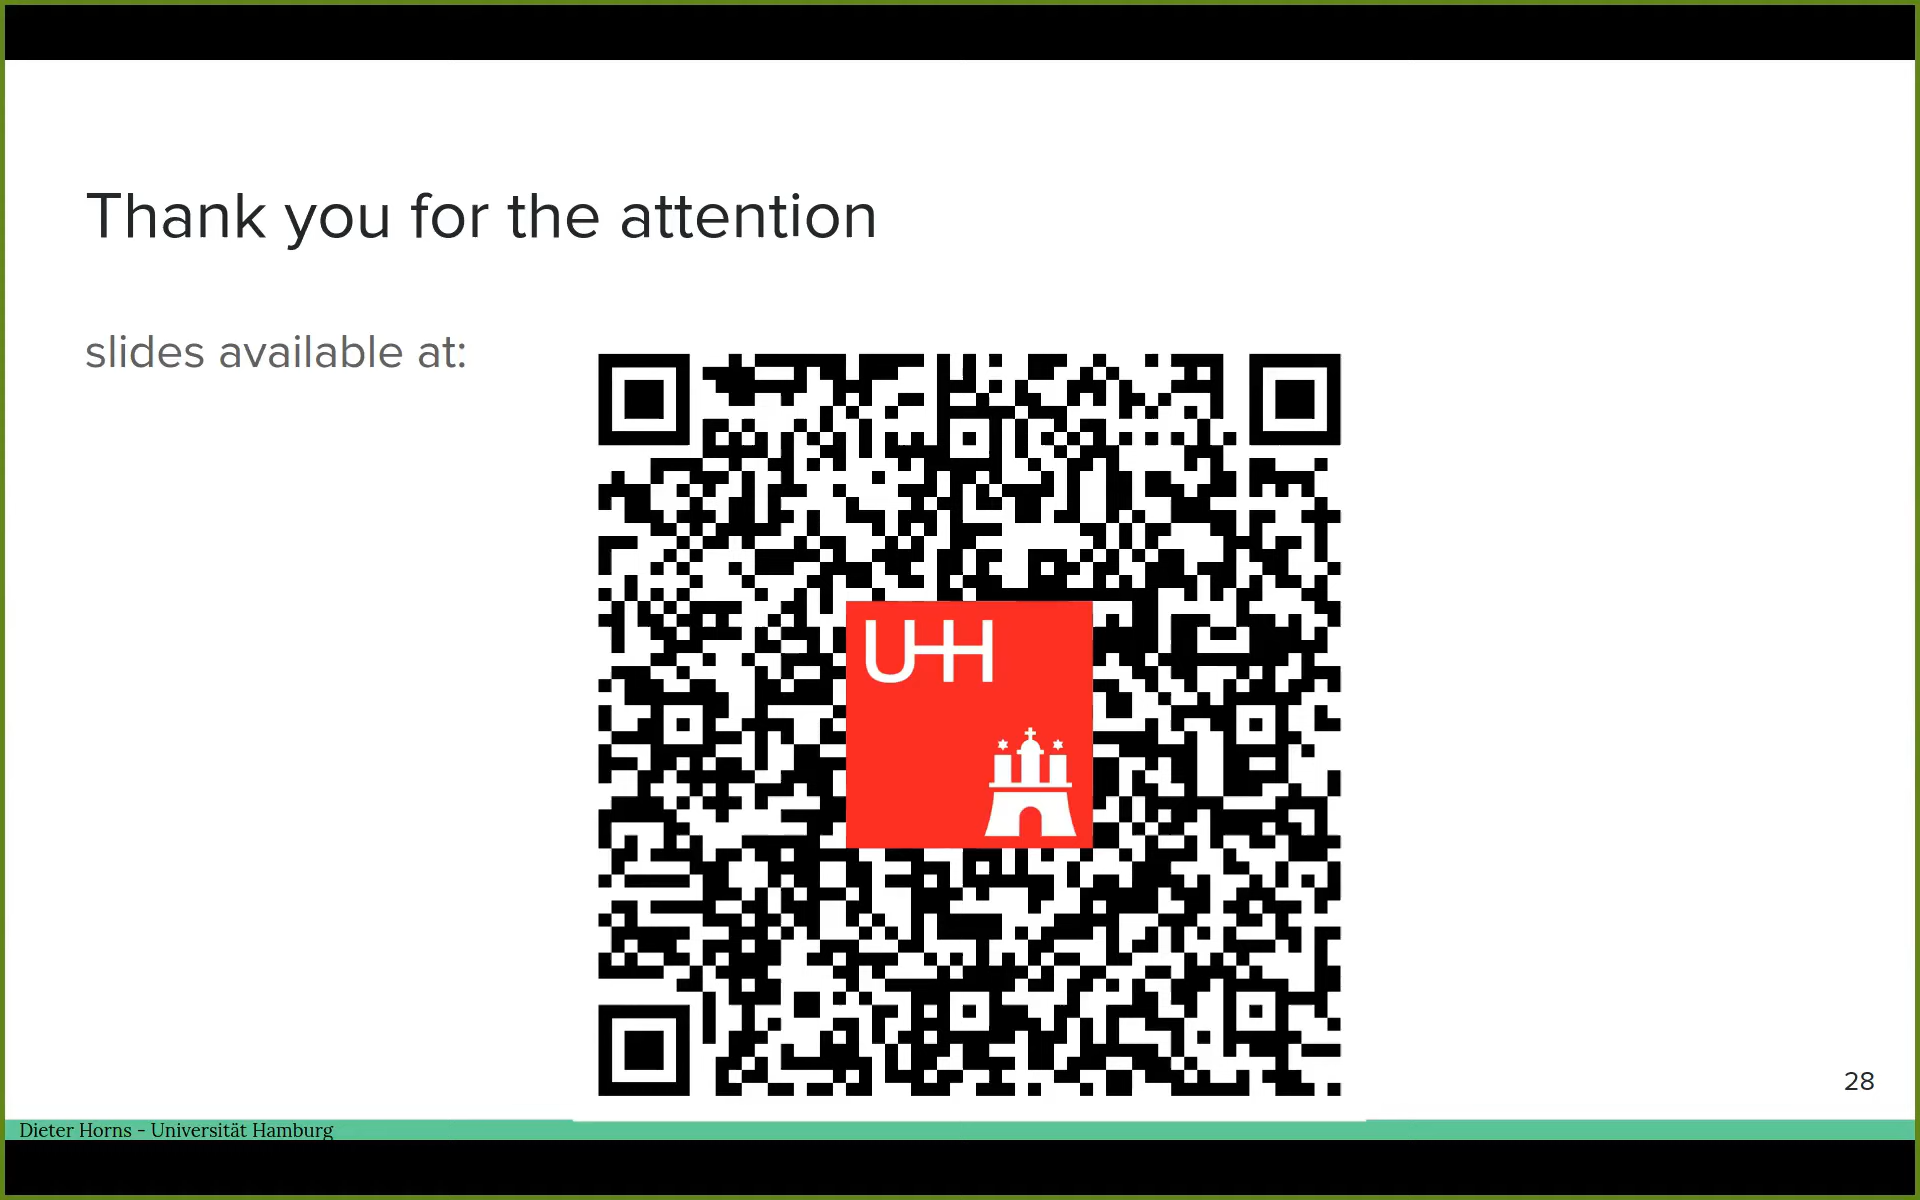 Thank you for the attention
slides available at:
UHH
28
Dieter Horns - Universität Hamburg